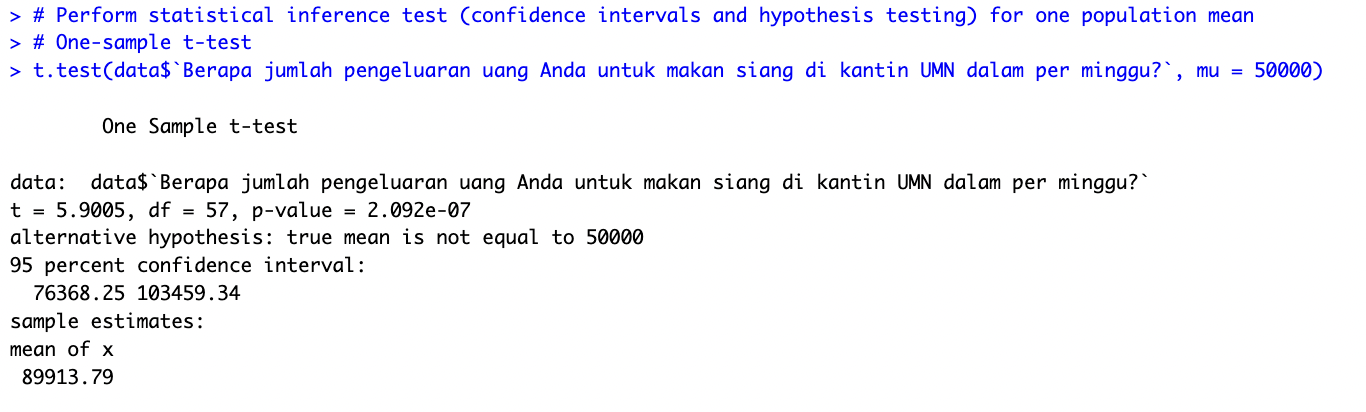 > # Perform statistical inference test (confidence intervals and hypothesis testing) for one population mean
> # One-sample t-test
> t.test(data$`Berapa jumlah pengeluaran uang Anda untuk makan siang di kantin UMN dalam per minggu?`, mu = 50000)
One Sample t-test
data:  data$`Berapa jumlah pengeluaran uang Anda untuk makan siang di kantin UMN dalam per minggu?`
t = 5.9005, df = 57, p-value = 2.092e-07
alternative hypothesis: true mean is not equal to 50000
95 percent confidence interval:
76368.25 103459.34
sample estimates:
mean of x
89913.79